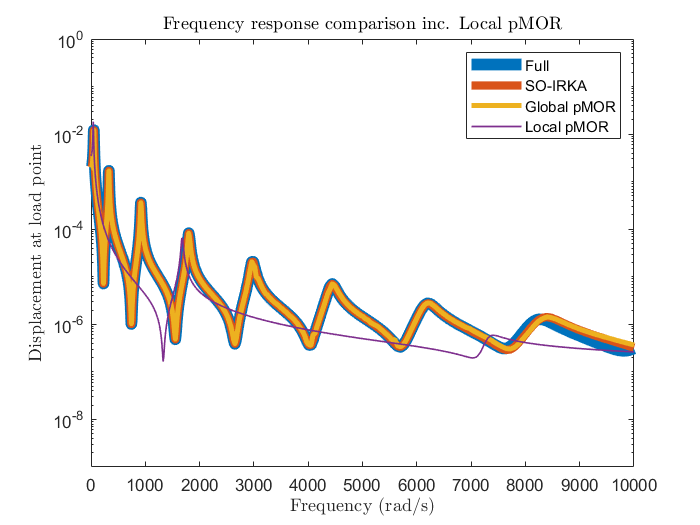 Frequency response comparison inc. Local pMOR
10^0
10^-2
10^-4
10^-6
10^-8
Displacement at load point
Full
SO-IRKA
Global pMOR
Local pMOR
0 1000 2000 3000 4000 5000 6000 7000 8000 9000 10000
Frequency (rad/s)